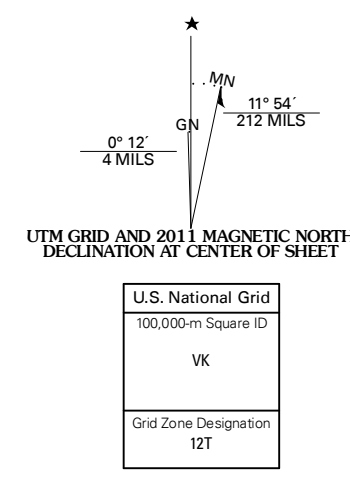 MN
GN
11° 54´
212 MILS
0° 12´
4 MILS
UTM GRID AND 2011 MAGNETIC NORTH
DECLINATION AT CENTER OF SHEET
U.S. National Grid
100,000-m Square ID
VK
Grid Zone Designation
12T